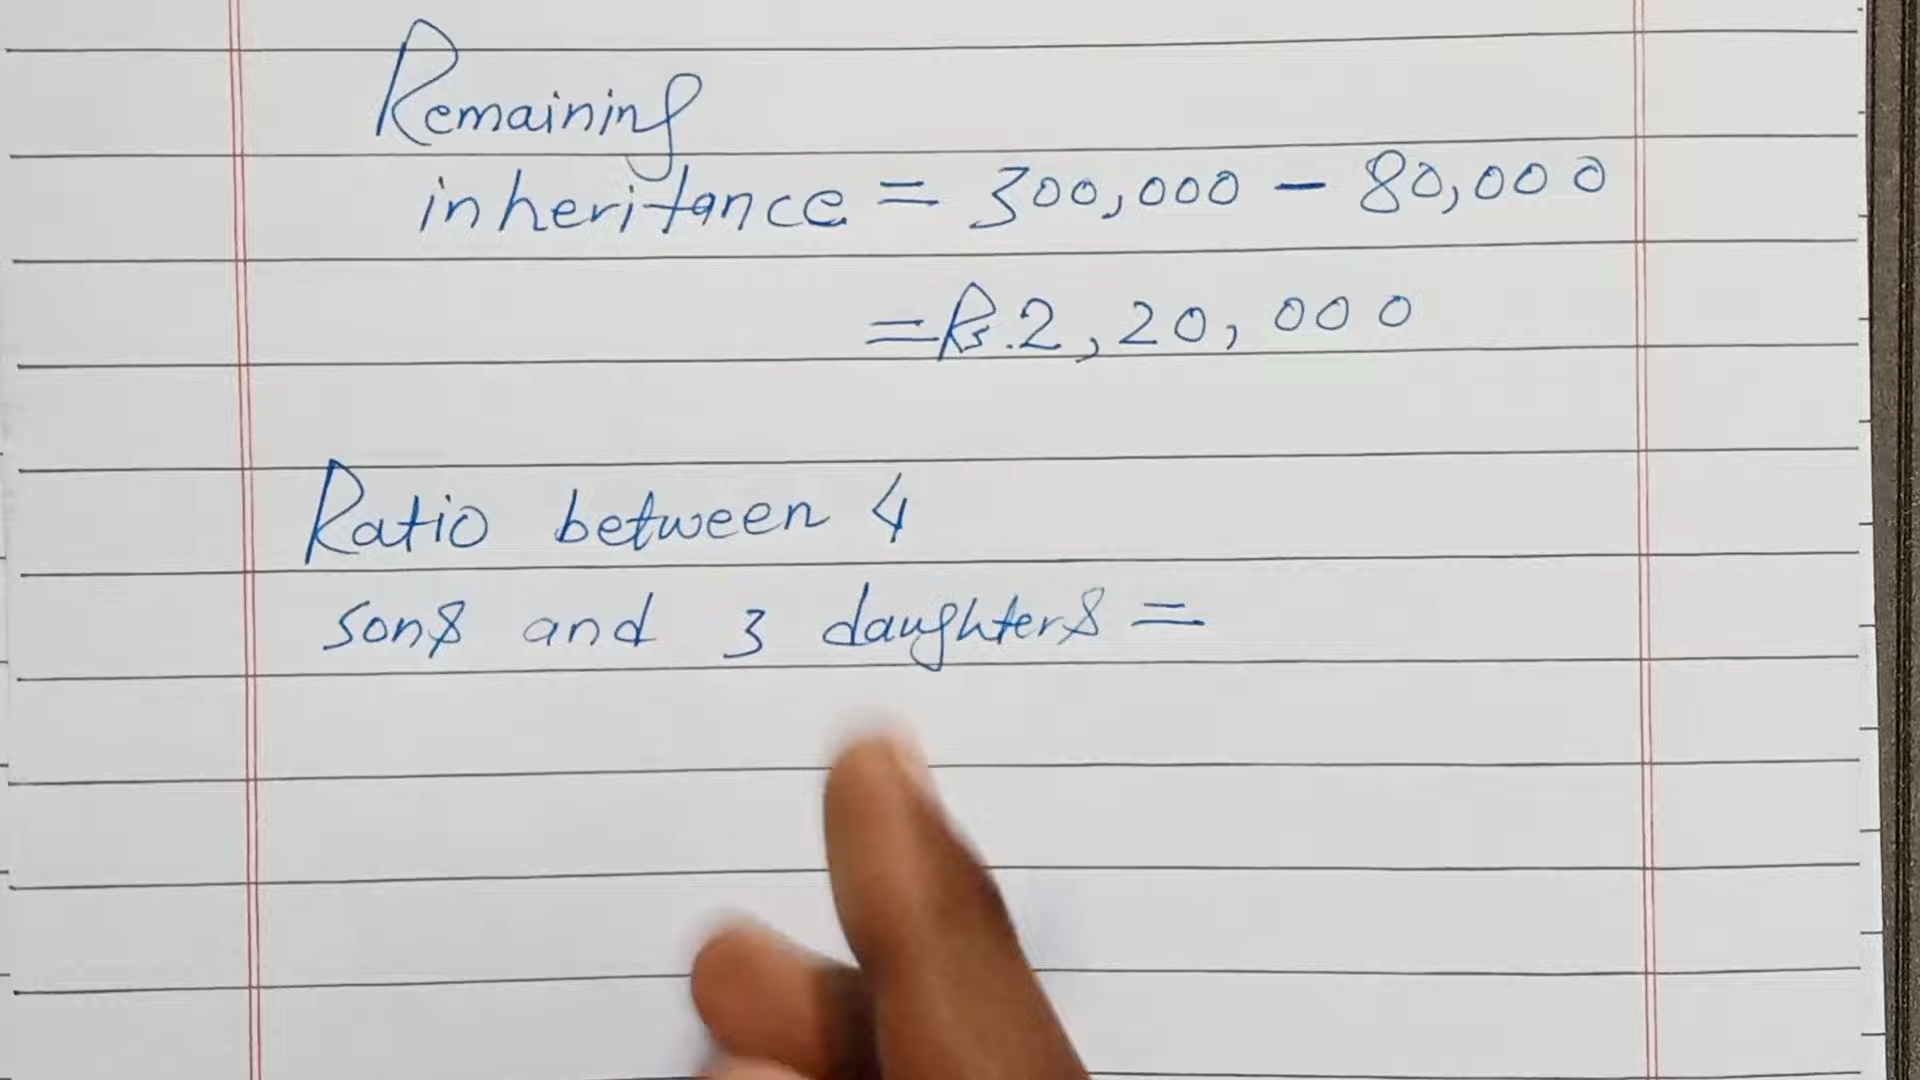 Remaining
inheritance = 300,000 - 80,000
= Rs.2,20,000
Ratio between 4
sons and 3 daughters =